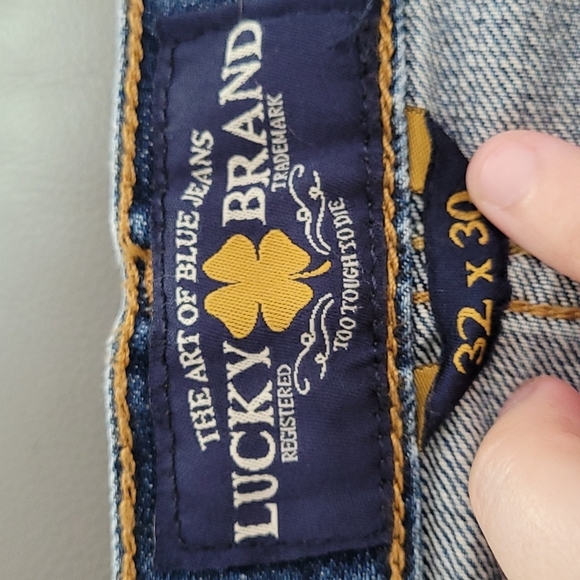 THE ART OF BLUE JEANS
LUCKY BRAND
REGISTERED TRADEMARK
TOO TOUGH TO DIE
32 x 30